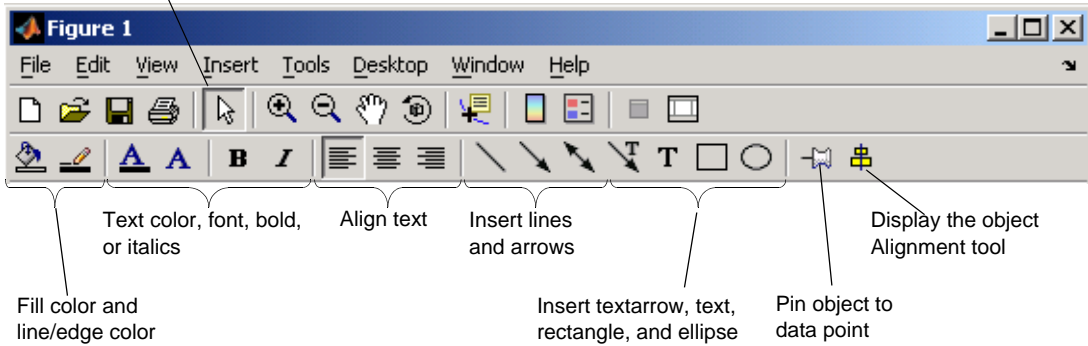 Figure 1
File Edit View Insert Tools Desktop Window Help
A A B I T T
Text color, font, bold,
or italics
Align text
Insert lines
and arrows
Display the object
Alignment tool
Fill color and
line/edge color
Insert textarrow, text,
rectangle, and ellipse
Pin object to
data point